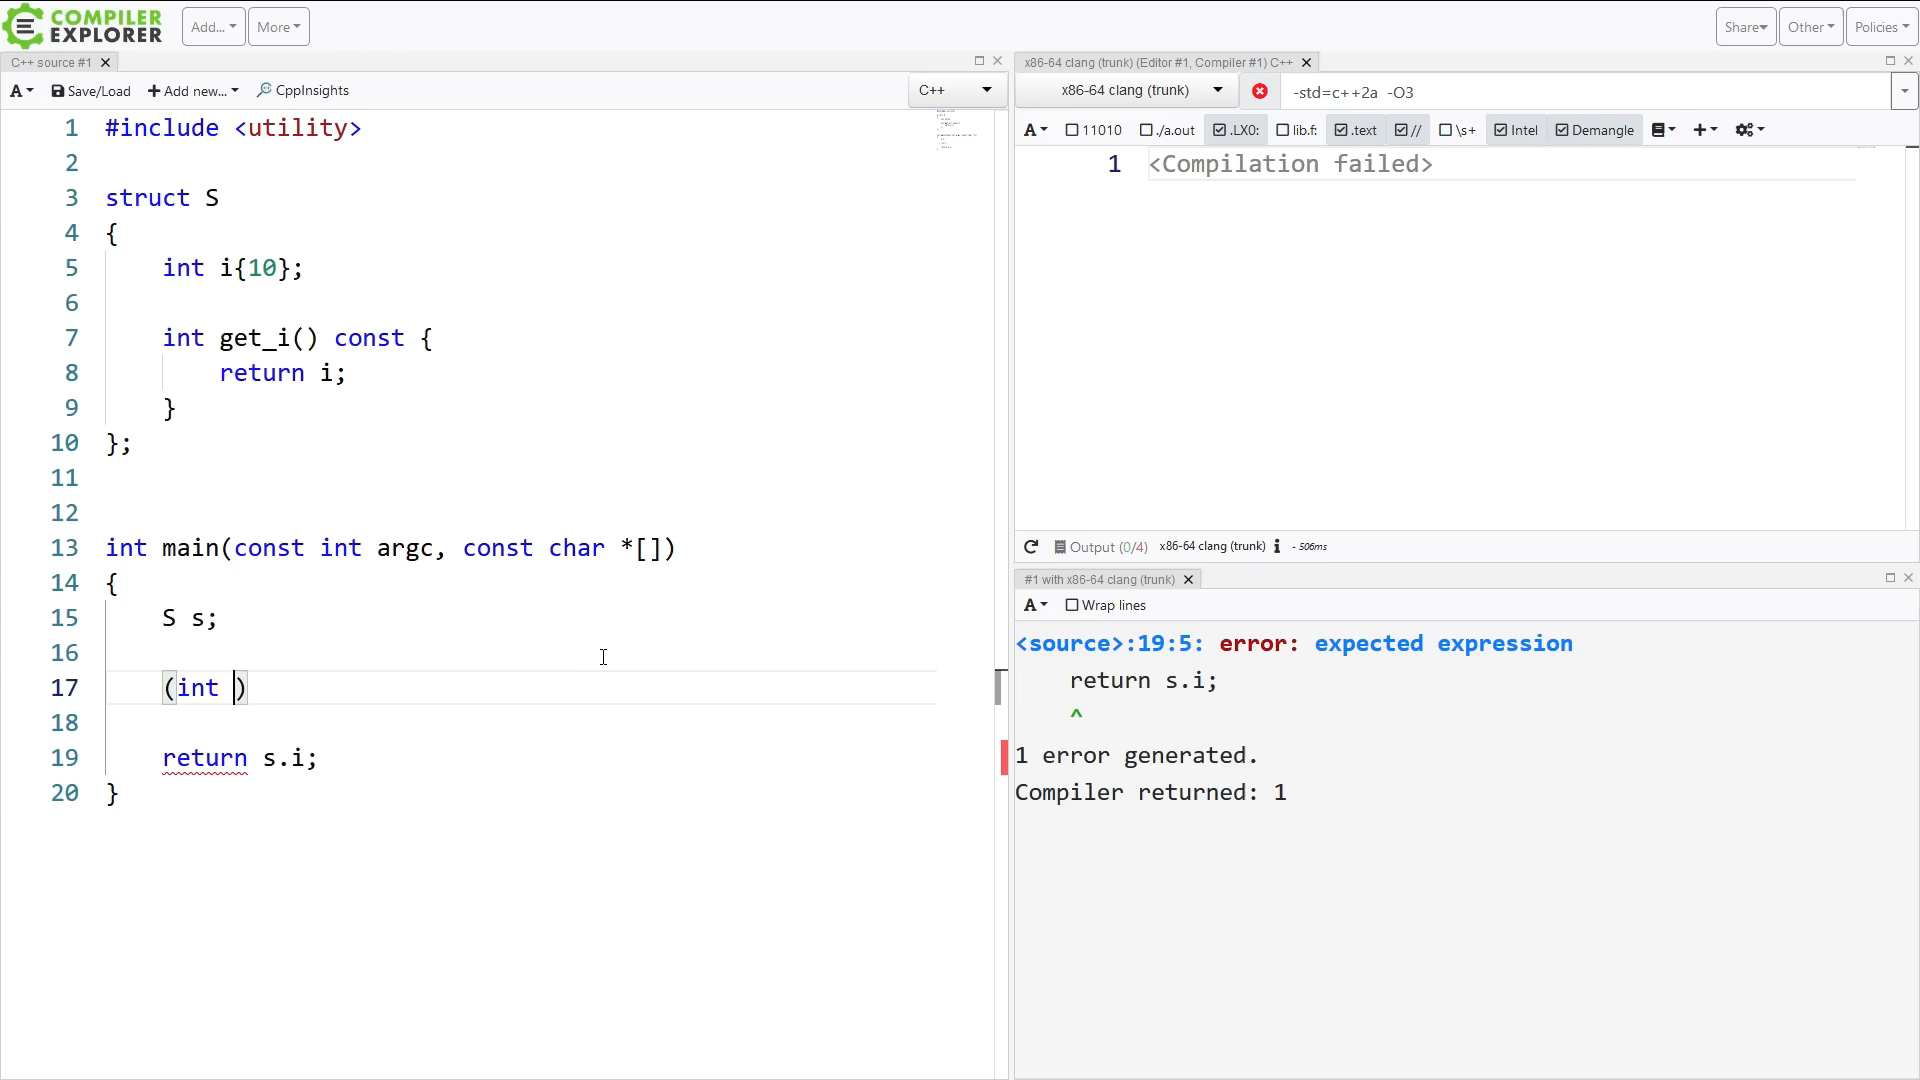 COMPILER
EXPLORER
Add...
More
Share
Other
Policies
C++ source #1
A
Save/Load
Add new...
CppInsights
C++
1 #include <utility>
2
3 struct S
4 {
5 int i{10};
6
7 int get_i() const {
8 return i;
9 }
10 };
11
12
13 int main(const int argc, const char *[])
14 {
15 S s;
16
17 (int )
18
19 return s.i;
20 }
x86-64 clang (trunk) (Editor #1, Compiler #1) C++
x86-64 clang (trunk)
-std=c++2a -O3
A
11010
./a.out
.LX0:
lib.f:
.text
//
\s+
Intel
Demangle
1 <Compilation failed>
Output (0/4) x86-64 clang (trunk) i - 506ms
#1 with x86-64 clang (trunk)
A
Wrap lines
<source>:19:5: error: expected expression
return s.i;
^
1 error generated.
Compiler returned: 1